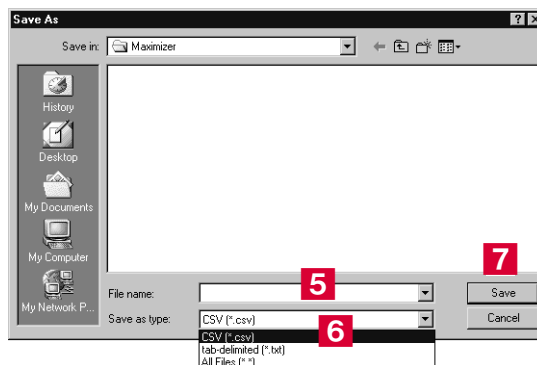 Save As
Save in: Maximizer
History
Desktop
My Documents
My Computer
My Network P...
7
File name: 5 Save
Save as type: CSV (*.csv) 6 Cancel
CSV (*.csv)
tab-delimited (*.txt)
All Files (*.*)